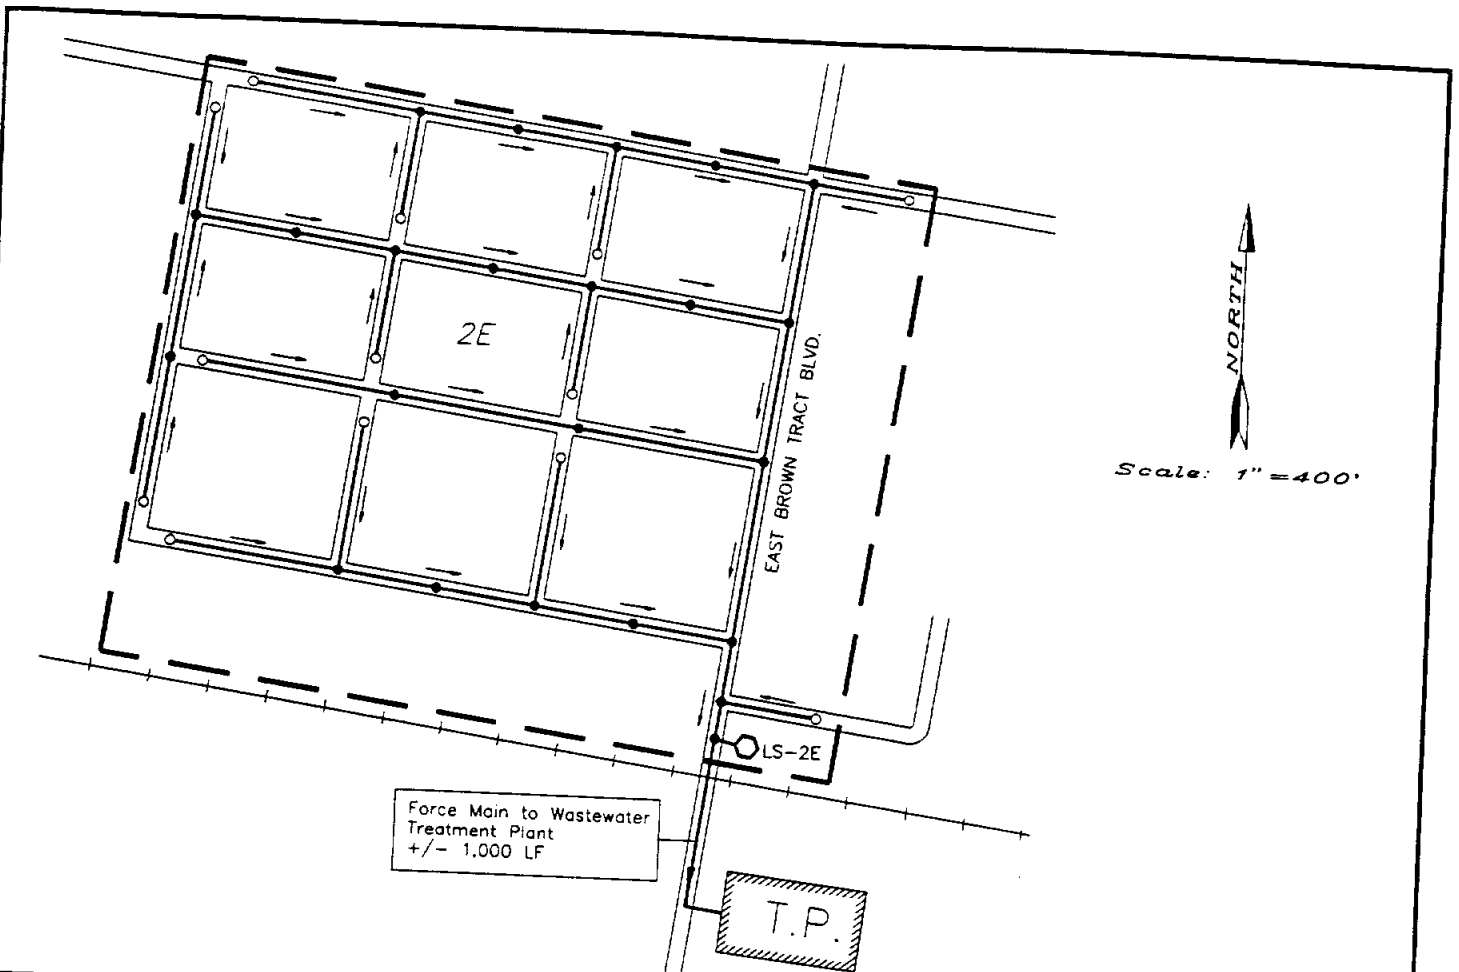 2E
EAST BROWN TRACT BLVD.
NORTH
Scale: 1"=400'
LS-2E
Force Main to Wastewater
Treatment Plant
+/- 1,000 LF
T.P.